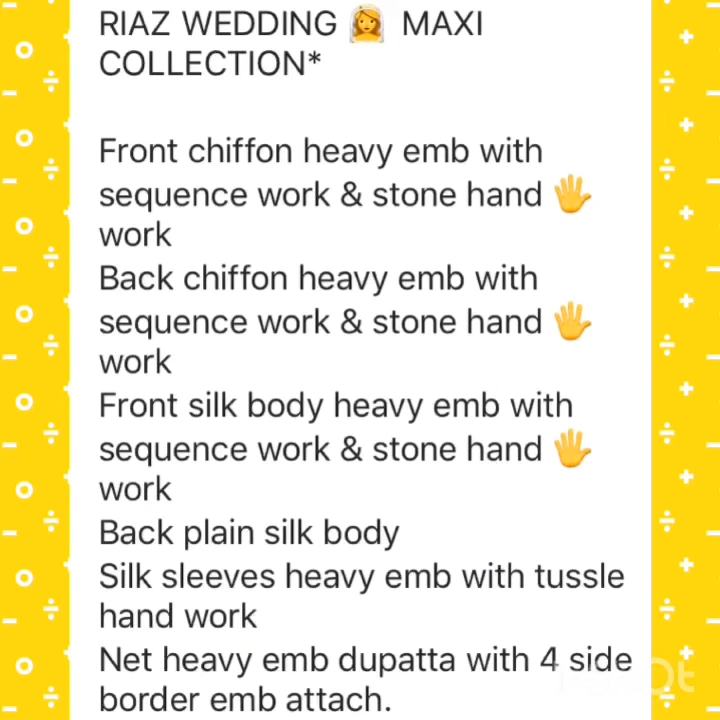 RIAZ WEDDING 👰 MAXI
COLLECTION*
Front chiffon heavy emb with
sequence work & stone hand 🖐
work
Back chiffon heavy emb with
sequence work & stone hand 🖐
work
Front silk body heavy emb with
sequence work & stone hand 🖐
work
Back plain silk body
Silk sleeves heavy emb with tussle
hand work
Net heavy emb dupatta with 4 side
border emb attach.